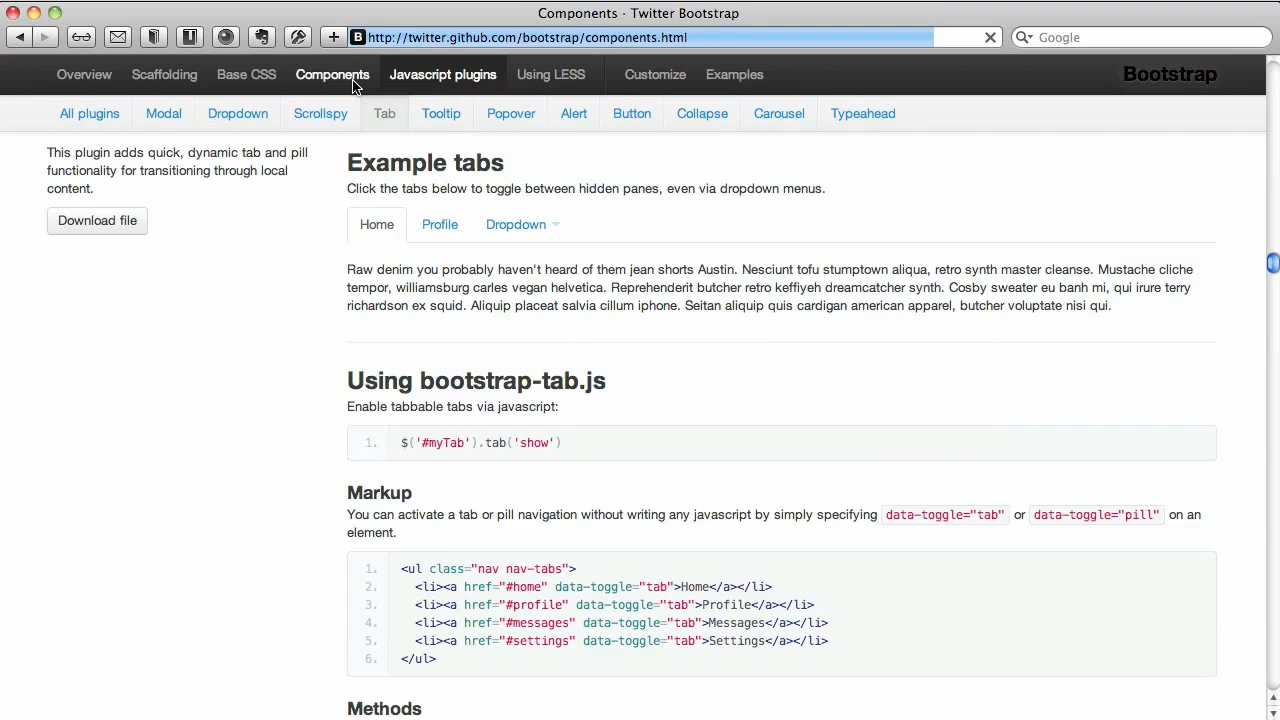 Components · Twitter Bootstrap
http://twitter.github.com/bootstrap/components.html
Google
Overview Scaffolding Base CSS Components Javascript plugins Using LESS Customize Examples Bootstrap
All plugins Modal Dropdown Scrollspy Tab Tooltip Popover Alert Button Collapse Carousel Typeahead
This plugin adds quick, dynamic tab and pill
functionality for transitioning through local
content.
Download file
Example tabs
Click the tabs below to toggle between hidden panes, even via dropdown menus.
Home Profile Dropdown
Raw denim you probably haven't heard of them jean shorts Austin. Nesciunt tofu stumptown aliqua, retro synth master cleanse. Mustache cliche
tempor, williamsburg carles vegan helvetica. Reprehenderit butcher retro keffiyeh dreamcatcher synth. Cosby sweater eu banh mi, qui irure terry
richardson ex squid. Aliquip placeat salvia cillum iphone. Seitan aliquip quis cardigan american apparel, butcher voluptate nisi qui.
Using bootstrap-tab.js
Enable tabbable tabs via javascript:
1. $('#myTab').tab('show')
Markup
You can activate a tab or pill navigation without writing any javascript by simply specifying data-toggle="tab" or data-toggle="pill" on an
element.
1. <ul class="nav nav-tabs">
2. <li><a href="#home" data-toggle="tab">Home</a></li>
3. <li><a href="#profile" data-toggle="tab">Profile</a></li>
4. <li><a href="#messages" data-toggle="tab">Messages</a></li>
5. <li><a href="#settings" data-toggle="tab">Settings</a></li>
6. </ul>
Methods